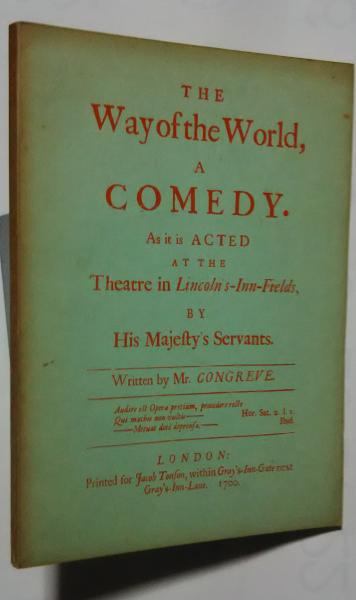 THE
Way of the World,
A
COMEDY.
As it is ACTED
AT THE
Theatre in Lincoln's-Inn-Fields,
BY
His Majeſty's Servants.
Written by Mr. CONGREVE.
Audire eſt Operæ pretium, procedere recte
Qui mæchis non vultis—— Hor. Sat. 2. l. 1.
——Metuat doti deprenſa.—— Ibid.
LONDON:
Printed for Jacob Tonſon, within Gray's-Inn-Gate next
Gray's-Inn-Lane. 1700.